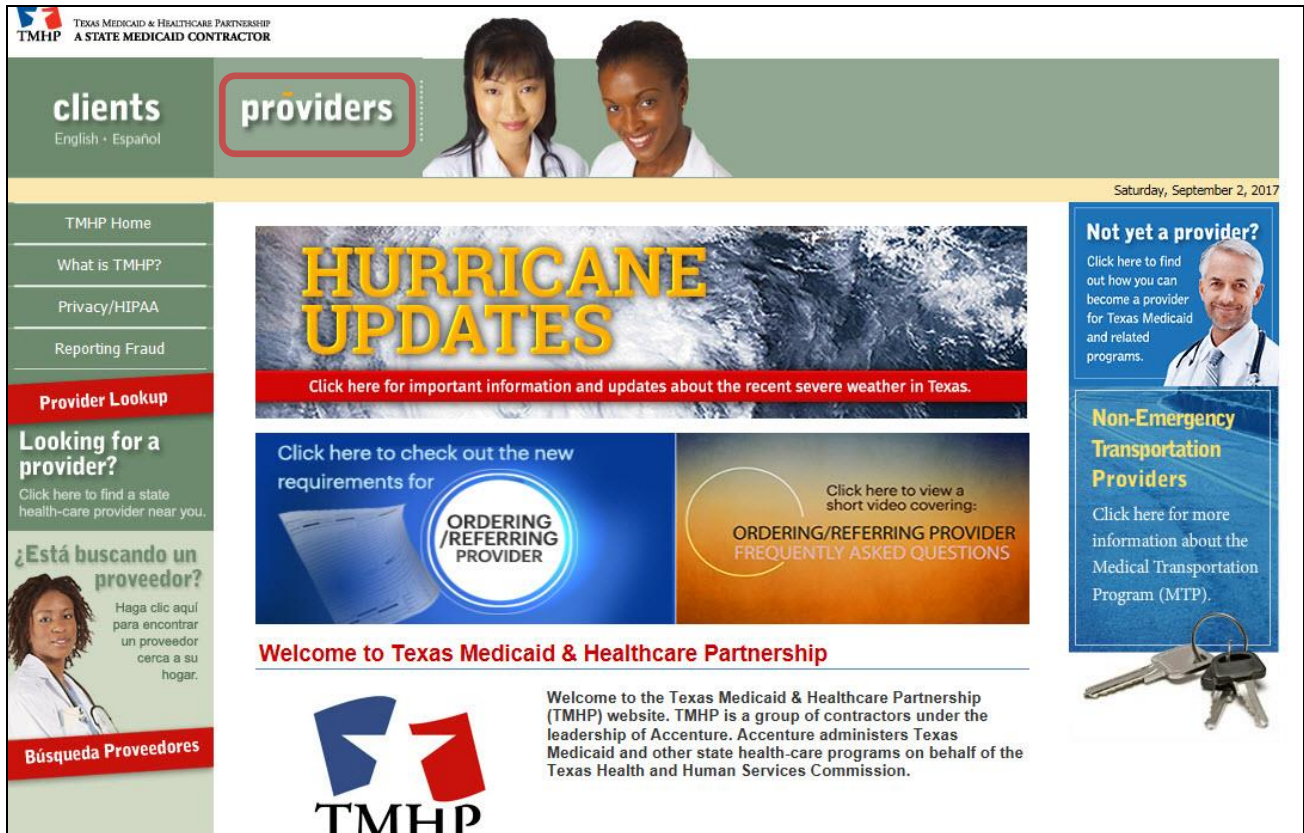 TEXAS MEDICAID & HEALTHCARE PARTNERSHIP
TMHP A STATE MEDICAID CONTRACTOR
clients
English • Español
providers
Saturday, September 2, 2017
TMHP Home
What is TMHP?
Privacy/HIPAA
Reporting Fraud
Provider Lookup
Looking for a
provider?
Click here to find a state
health-care provider near you.
¿Está buscando un
proveedor?
Haga clic aquí
para encontrar
un proveedor
cerca a su
hogar.
Búsqueda Proveedores
HURRICANE
UPDATES
Click here for important information and updates about the recent severe weather in Texas.
Click here to check out the new
requirements for
ORDERING
/REFERRING
PROVIDER
Click here to view a
short video covering:
ORDERING/REFERRING PROVIDER
FREQUENTLY ASKED QUESTIONS
Welcome to Texas Medicaid & Healthcare Partnership
TMHP
Welcome to the Texas Medicaid & Healthcare Partnership
(TMHP) website. TMHP is a group of contractors under the
leadership of Accenture. Accenture administers Texas
Medicaid and other state health-care programs on behalf of the
Texas Health and Human Services Commission.
Not yet a provider?
Click here to find
out how you can
become a provider
for Texas Medicaid
and related
programs.
Non-Emergency
Transportation
Providers
Click here for more
information about the
Medical Transportation
Program (MTP).